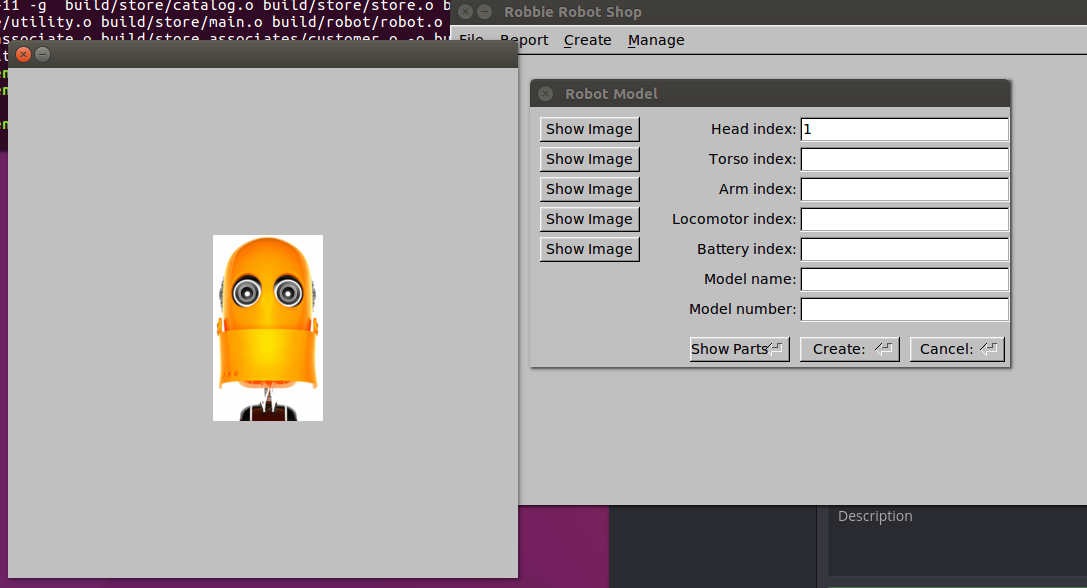 -11 -g  build/store/catalog.o build/store/store.o b
e/utility.o build/store/main.o build/robot/robot.o
associate.o build/store_associates/customer.o -o bu
Robbie Robot Shop
File Report Create Manage
Robot Model
Show Image Head index: 1
Show Image Torso index:
Show Image Arm index:
Show Image Locomotor index:
Show Image Battery index:
Model name:
Model number:
Show Parts Create: Cancel:
Description